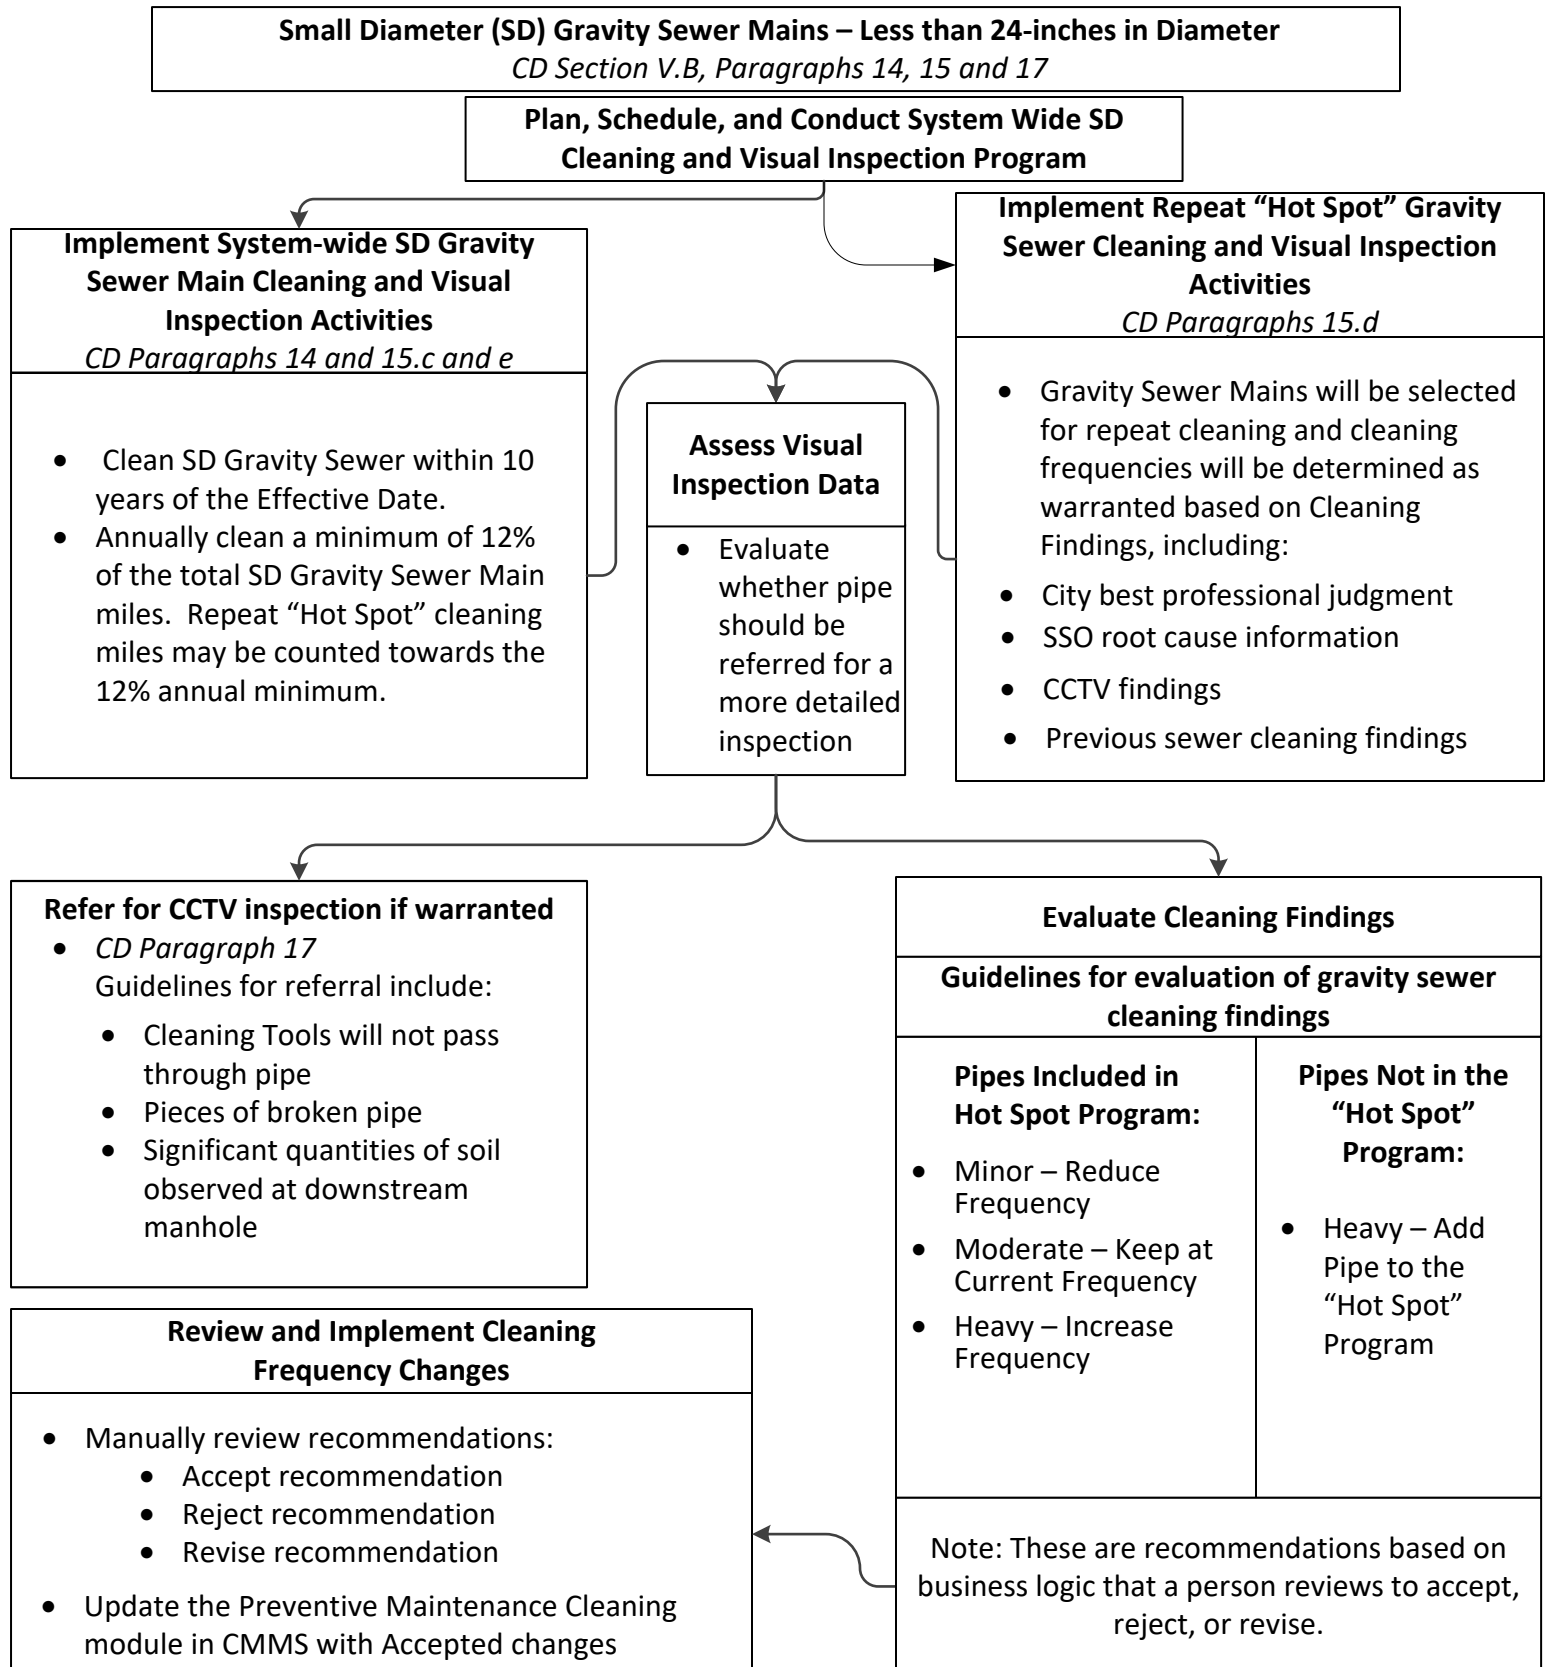 Small Diameter (SD) Gravity Sewer Mains – Less than 24-inches in Diameter
CD Section V.B, Paragraphs 14, 15 and 17
Plan, Schedule, and Conduct System Wide SD
Cleaning and Visual Inspection Program
Implement System-wide SD Gravity
Sewer Main Cleaning and Visual
Inspection Activities
CD Paragraphs 14 and 15.c and e
• Clean SD Gravity Sewer within 10
years of the Effective Date.
• Annually clean a minimum of 12%
of the total SD Gravity Sewer Main
miles. Repeat “Hot Spot” cleaning
miles may be counted towards the
12% annual minimum.
Assess Visual
Inspection Data
• Evaluate
whether pipe
should be
referred for a
more detailed
inspection
Implement Repeat “Hot Spot” Gravity
Sewer Cleaning and Visual Inspection
Activities
CD Paragraphs 15.d
• Gravity Sewer Mains will be selected
for repeat cleaning and cleaning
frequencies will be determined as
warranted based on Cleaning
Findings, including:
• City best professional judgment
• SSO root cause information
• CCTV findings
• Previous sewer cleaning findings
Refer for CCTV inspection if warranted
• CD Paragraph 17
Guidelines for referral include:
• Cleaning Tools will not pass
through pipe
• Pieces of broken pipe
• Significant quantities of soil
observed at downstream
manhole
Evaluate Cleaning Findings
Guidelines for evaluation of gravity sewer
cleaning findings
Pipes Included in
Hot Spot Program:
• Minor – Reduce
Frequency
• Moderate – Keep at
Current Frequency
• Heavy – Increase
Frequency
Pipes Not in the
“Hot Spot”
Program:
• Heavy – Add
Pipe to the
“Hot Spot”
Program
Note: These are recommendations based on
business logic that a person reviews to accept,
reject, or revise.
Review and Implement Cleaning
Frequency Changes
• Manually review recommendations:
• Accept recommendation
• Reject recommendation
• Revise recommendation
• Update the Preventive Maintenance Cleaning
module in CMMS with Accepted changes